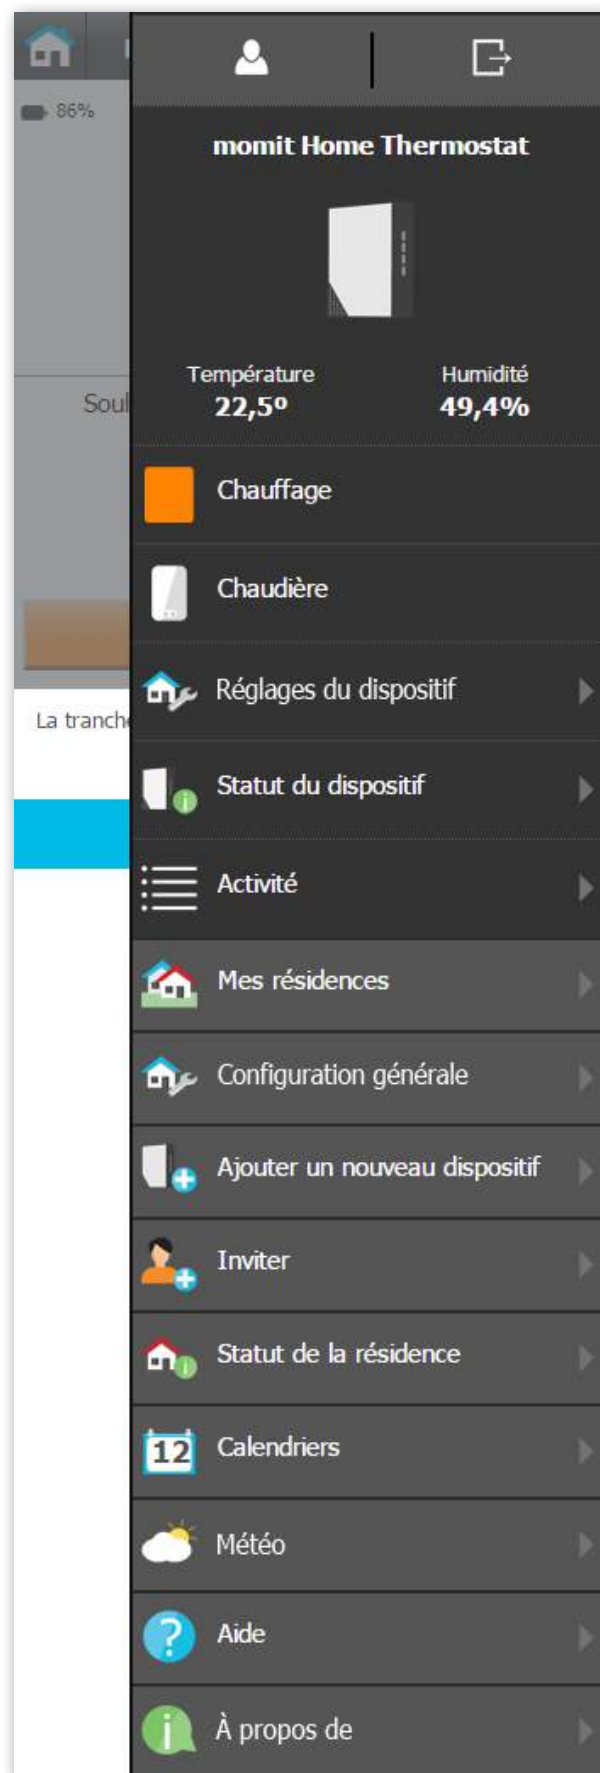 86%
momit Home Thermostat
Température Humidité
22,5º 49,4%
Soul
Chauffage
Chaudière
Réglages du dispositif
La tranche
Statut du dispositif
Activité
Mes résidences
Configuration générale
Ajouter un nouveau dispositif
Inviter
Statut de la résidence
12 Calendriers
Météo
Aide
À propos de